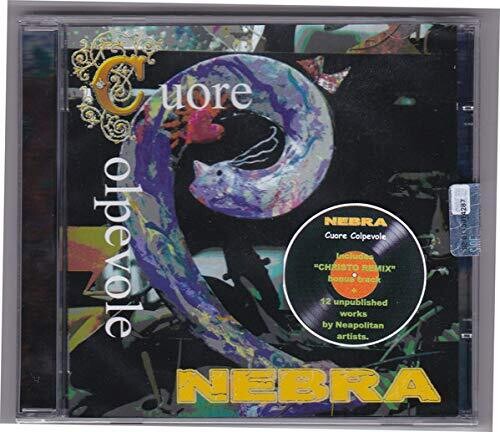 Cuore
Colpevole
NEBRA
Cuore Colpevole
Includes
"CHRISTO REMIX"
bonus track
+
12 unpublished
works
by Neapolitan
artists.
NEBRA